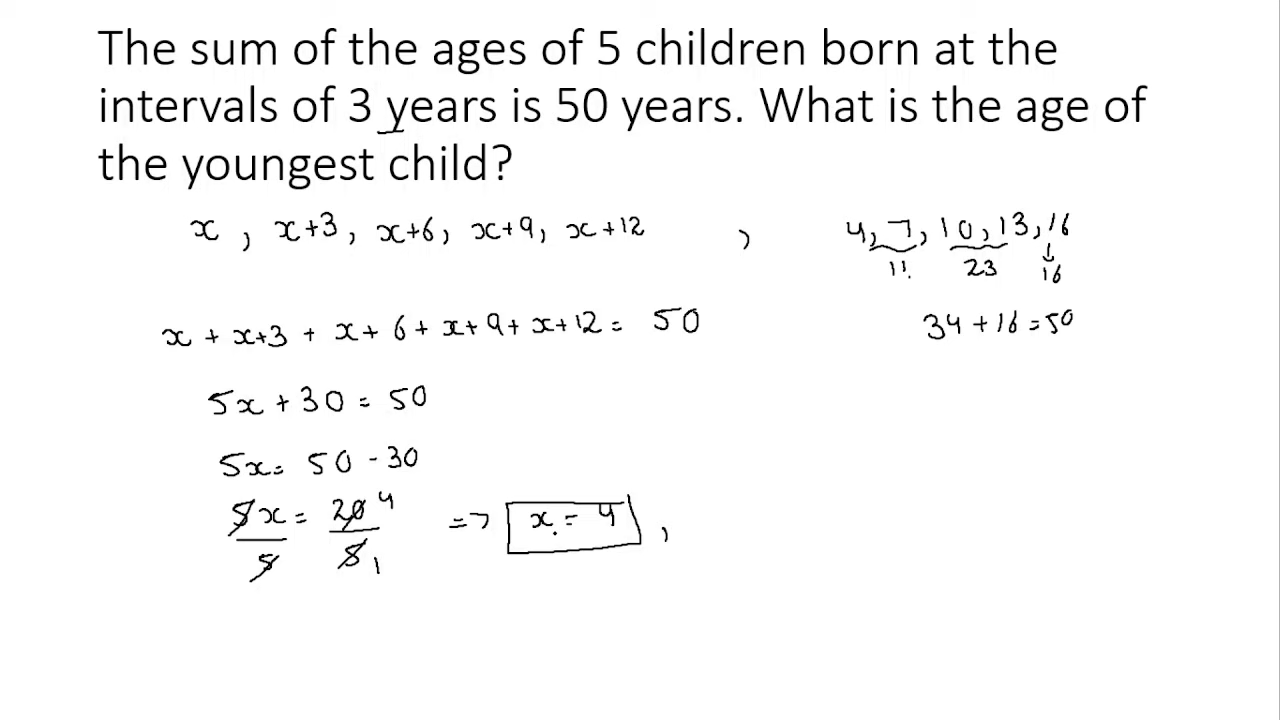 The sum of the ages of 5 children born at the
intervals of 3 years is 50 years. What is the age of
the youngest child?
x , x+3, x+6, x+9, x+12 , 4, 7, 10, 13, 16
11 23 16
x + x+3 + x+6+x+9+x+12 = 50 34+16=50
5x + 30 = 50
5x = 50 - 30
5x = 20 4 => x = 4 ,
5 5 1